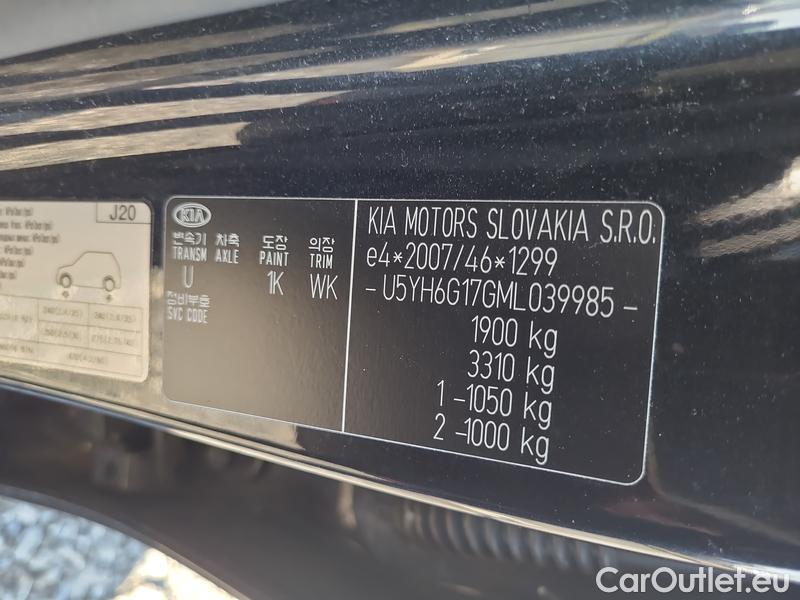 J20
KIA
변속기 차축 도장 의장
TRANSM AXLE PAINT TRIM
U 1K WK
정비부호
SVC CODE
KIA MOTORS SLOVAKIA S.R.O.
e4*2007/46*1299
- U5YH6G17GML039985 -
1900 kg
3310 kg
1 -1050 kg
2 -1000 kg
CarOutlet.eu